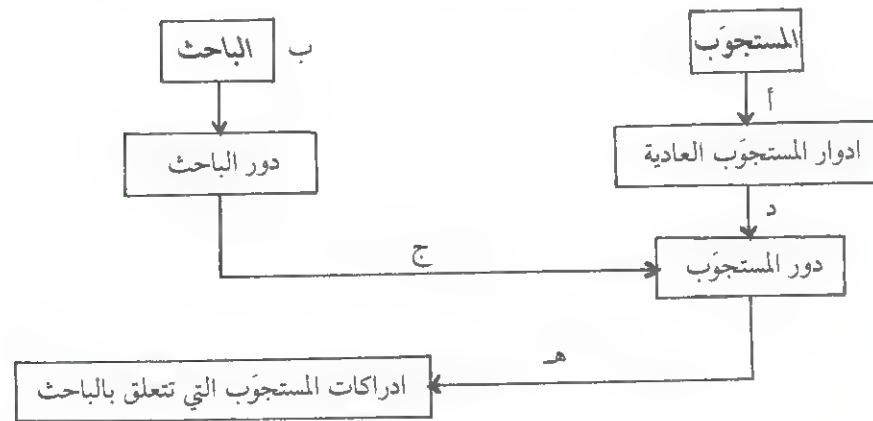 المستجوَب
ب
الباحث
أ
ادوار المستجوَب العادية
دور الباحث
د
دور المستجوَب
ج
هـ
ادراكات المستجوَب التي تتعلق بالباحث